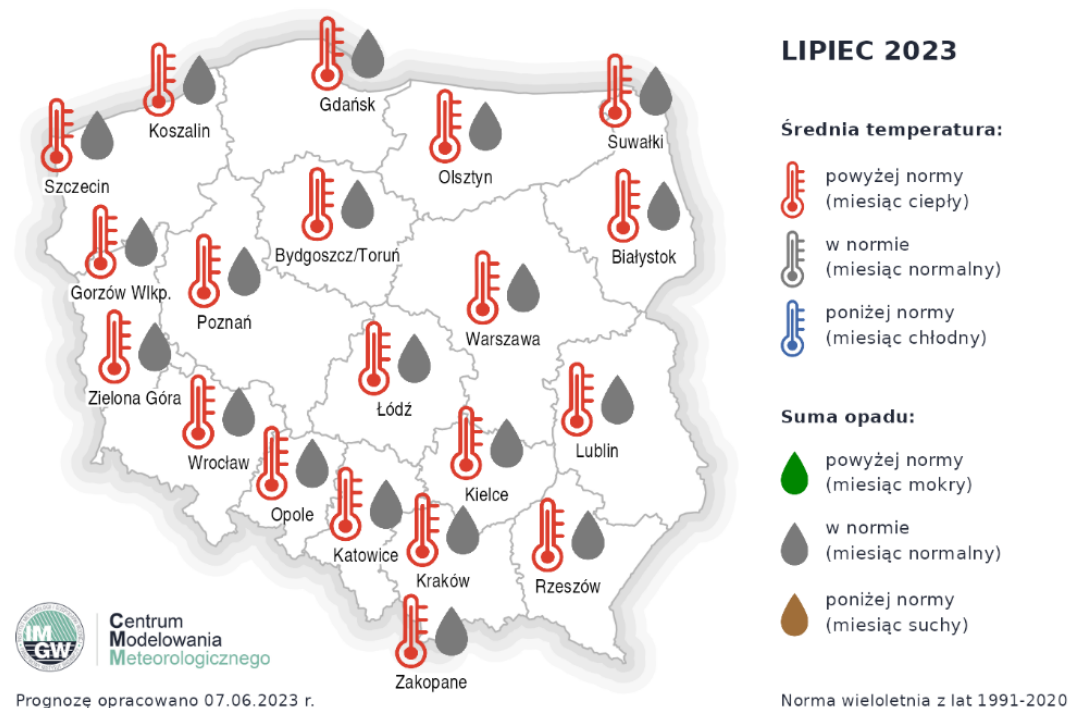 LIPIEC 2023
Gdańsk
Koszalin
Suwałki
Olsztyn
Szczecin
Bydgoszcz/Toruń
Białystok
Gorzów Wlkp.
Poznań
Warszawa
Zielona Góra
Łódź
Lublin
Wrocław
Kielce
Opole
Katowice
Kraków
Rzeszów
Zakopane
Średnia temperatura:
powyżej normy
(miesiąc ciepły)
w normie
(miesiąc normalny)
poniżej normy
(miesiąc chłodny)
Suma opadu:
powyżej normy
(miesiąc mokry)
w normie
(miesiąc normalny)
poniżej normy
(miesiąc suchy)
IM
GW
Centrum
Modelowania
Meteorologicznego
Prognozę opracowano 07.06.2023 r.
Norma wieloletnia z lat 1991-2020